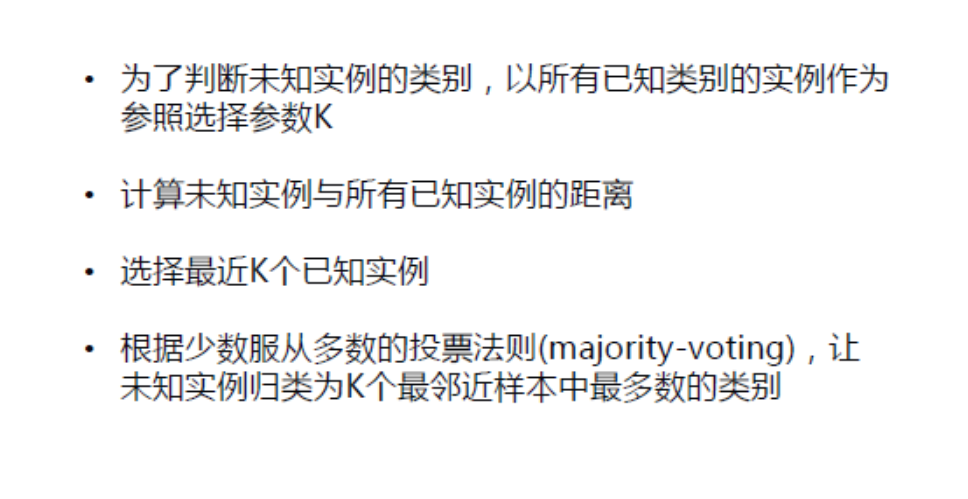 • 为了判断未知实例的类别，以所有已知类别的实例作为
参照选择参数K
• 计算未知实例与所有已知实例的距离
• 选择最近K个已知实例
• 根据少数服从多数的投票法则(majority-voting)，让
未知实例归类为K个最邻近样本中最多数的类别